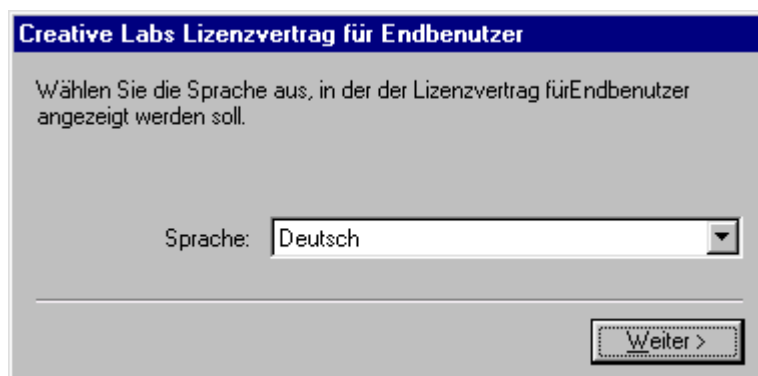 Creative Labs Lizenzvertrag für Endbenutzer
Wählen Sie die Sprache aus, in der der Lizenzvertrag fürEndbenutzer
angezeigt werden soll.
Sprache: Deutsch
Weiter >